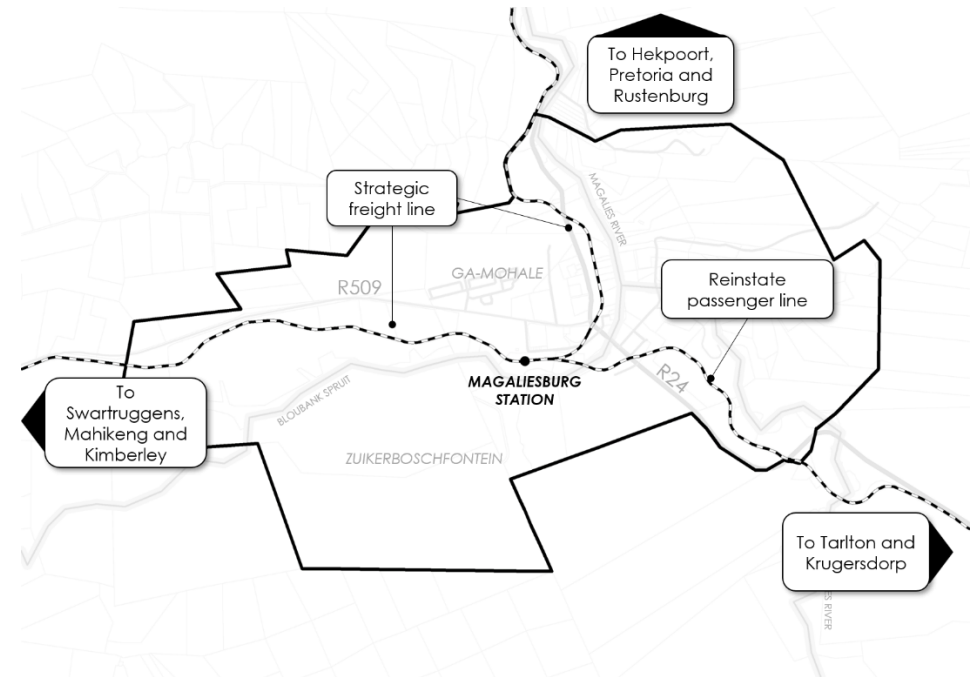 To Hekpoort,
Pretoria and
Rustenburg
Strategic
freight line
MAGALIES RIVER
GA-MOHALE
R509
Reinstate
passenger line
MAGALIESBURG
STATION
R24
To
Swartruggens,
Mahikeng and
Kimberley
BLOUBANK SPRUIT
ZUIKERBOSCHFONTEIN
To Tarlton and
Krugersdorp
RIVER